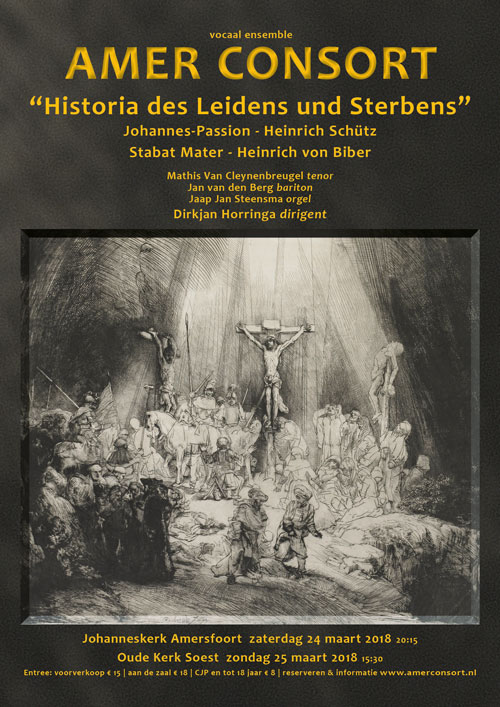 vocaal ensemble
AMER CONSORT
“Historia des Leidens und Sterbens”
Johannes-Passion - Heinrich Schütz
Stabat Mater - Heinrich von Biber
Mathis Van Cleynenbreugel tenor
Jan van den Berg bariton
Jaap Jan Steensma orgel
Dirkjan Horringa dirigent
Johanneskerk Amersfoort zaterdag 24 maart 2018 20:15
Oude Kerk Soest zondag 25 maart 2018 15:30
Entree: voorverkoop € 15 | aan de zaal € 18 | CJP en tot 18 jaar € 8 | reserveren & informatie www.amerconsort.nl